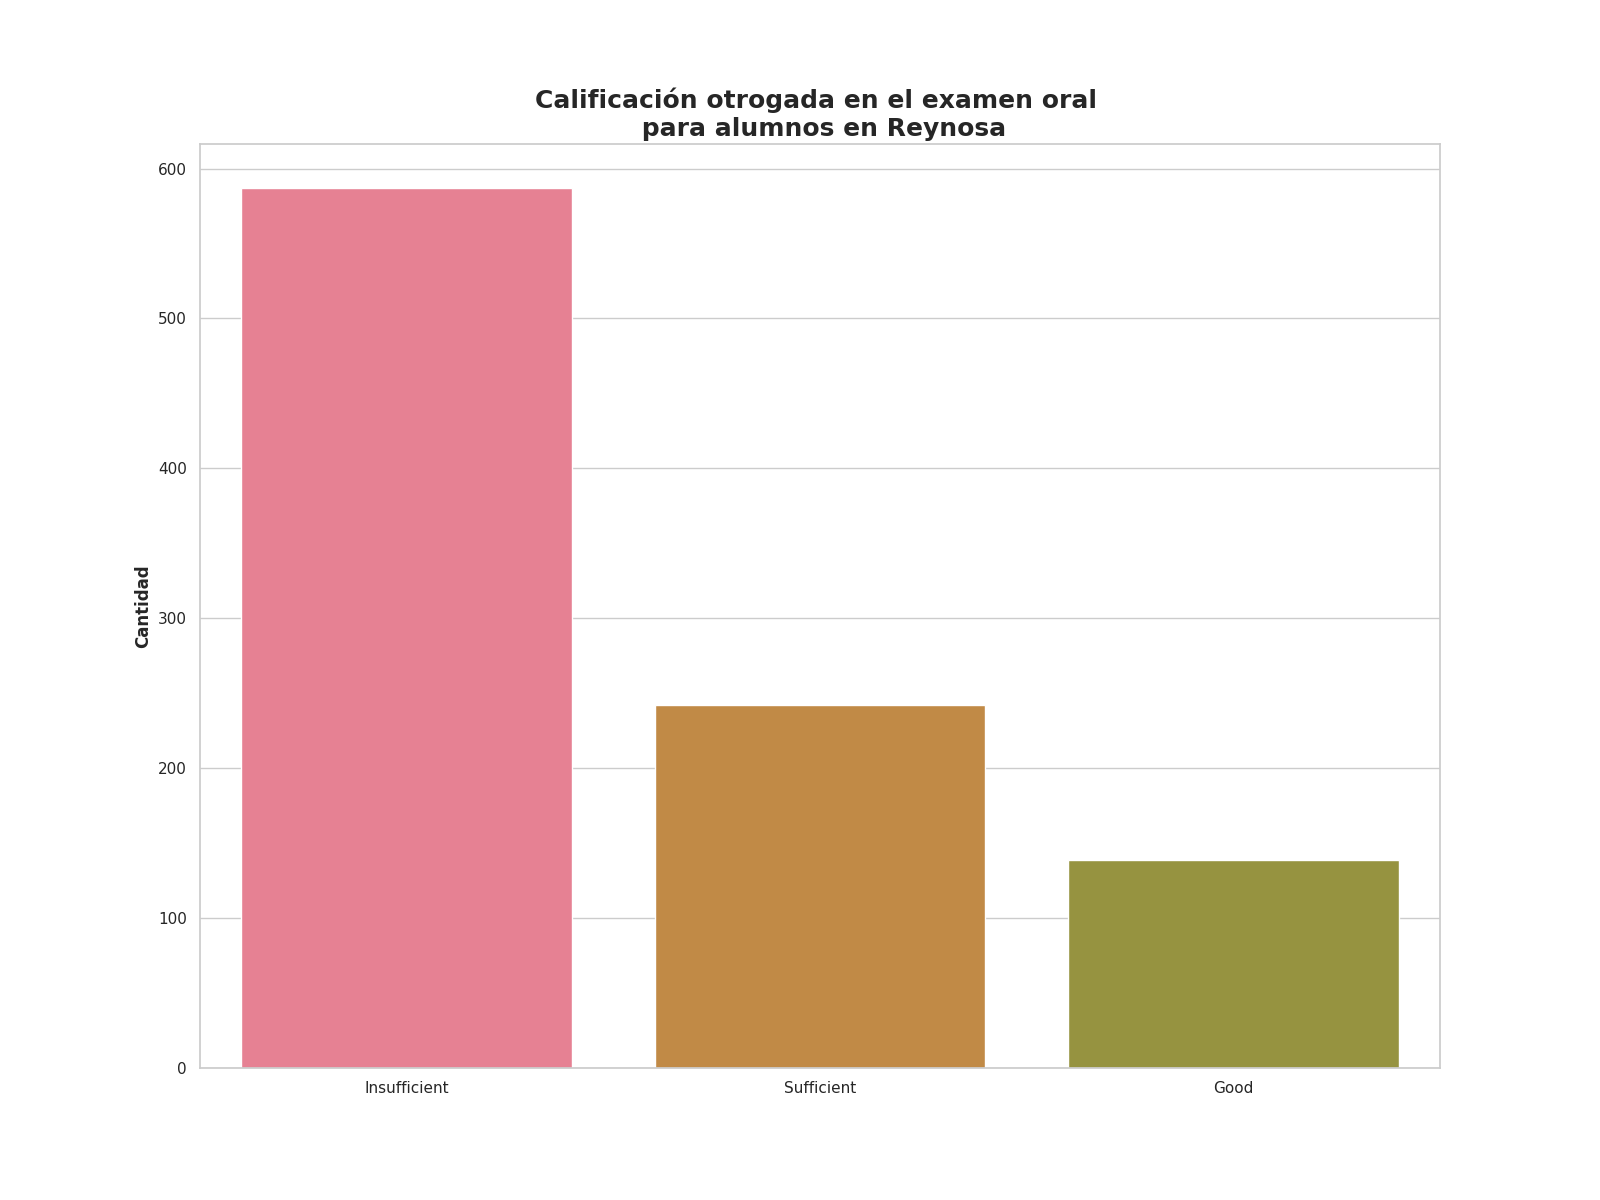 Calificación otrogada en el examen oral
para alumnos en Reynosa
600
500
400
300
200
100
0
Cantidad
Insufficient
Sufficient
Good